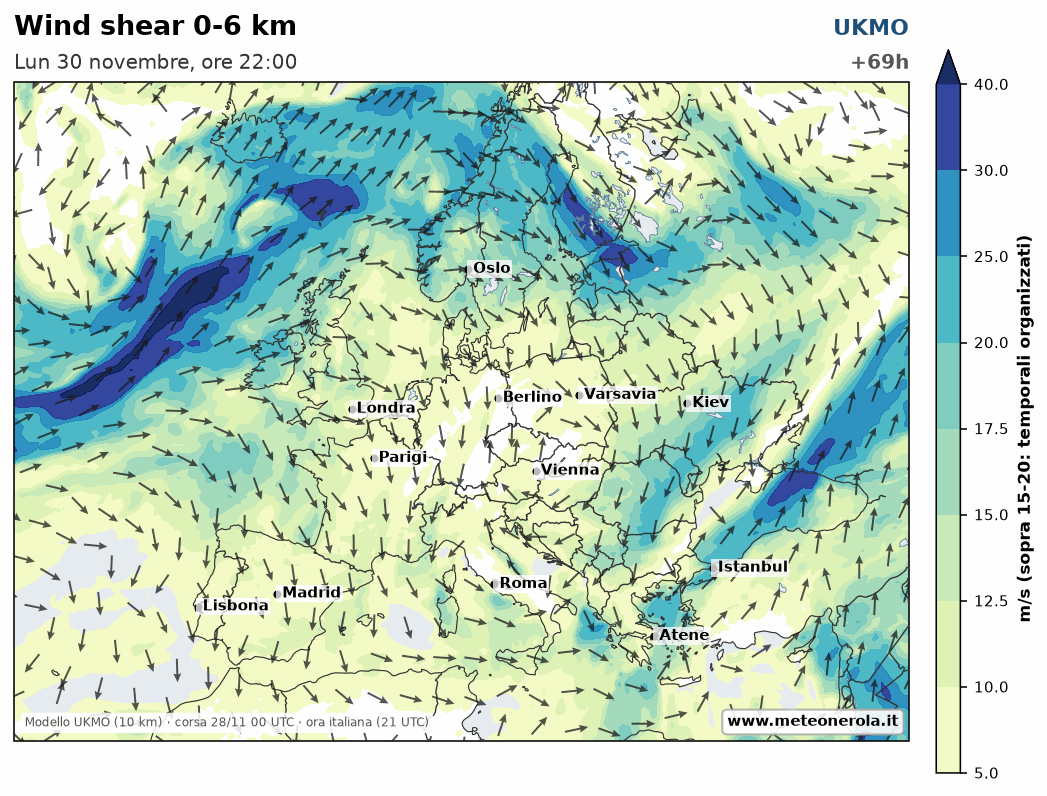 Wind shear 0-6 km
UKMO
Lun 30 novembre, ore 22:00
+69h
40.0
30.0
25.0
20.0
17.5
15.0
12.5
10.0
5.0
m/s (sopra 15-20: temporali organizzati)
Oslo
Berlino
Varsavia
Kiev
Londra
Parigi
Vienna
Istanbul
Roma
Madrid
Lisbona
Atene
Modello UKMO (10 km) · corsa 28/11 00 UTC · ora italiana (21 UTC)
www.meteonerola.it